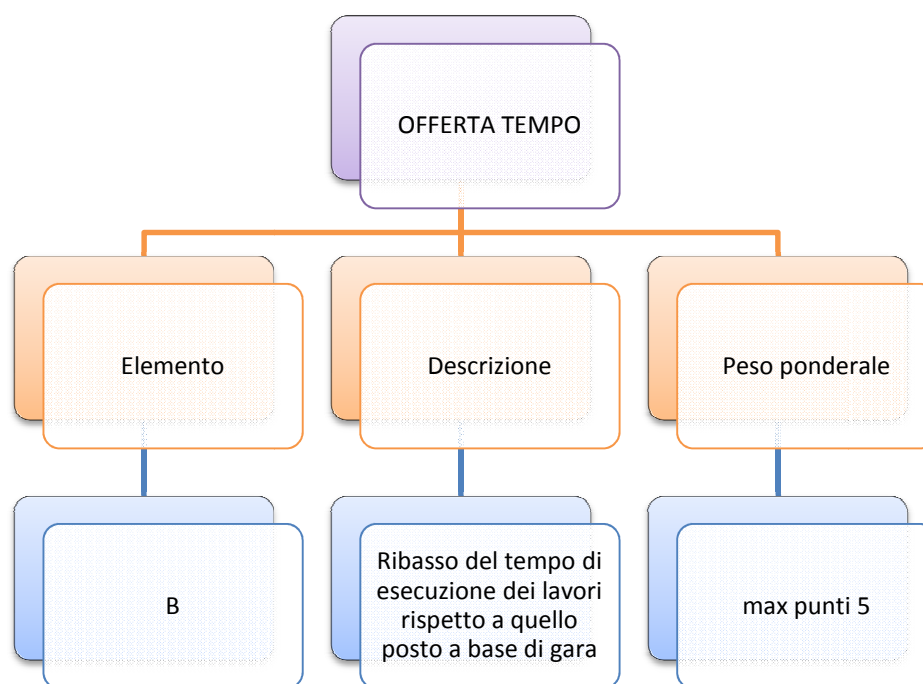 OFFERTA TEMPO
Elemento
Descrizione
Peso ponderale
B
Ribasso del tempo di
esecuzione dei lavori
rispetto a quello
posto a base di gara
max punti 5